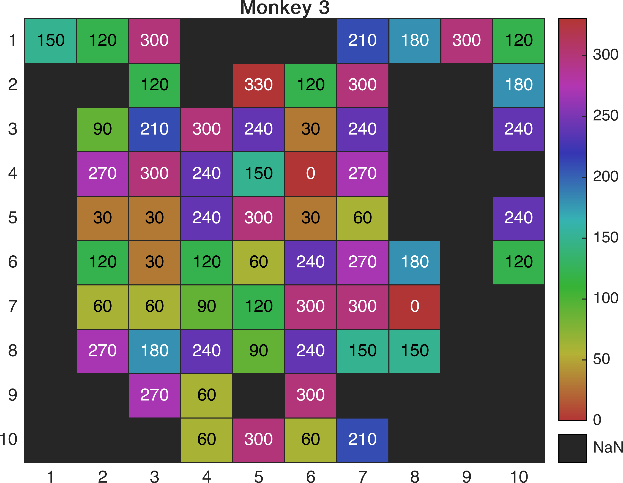 Monkey 3
1 150 120 300 210 180 300 120
2 120 330 120 300 180
3 90 210 300 240 30 240 240
4 270 300 240 150 0 270
5 30 30 240 300 30 60 240
6 120 30 120 60 240 270 180 120
7 60 60 90 120 300 300 0
8 270 180 240 90 240 150 150
9 270 60 300
10 60 300 60 210
1 2 3 4 5 6 7 8 9 10
300
250
200
150
100
50
0
NaN